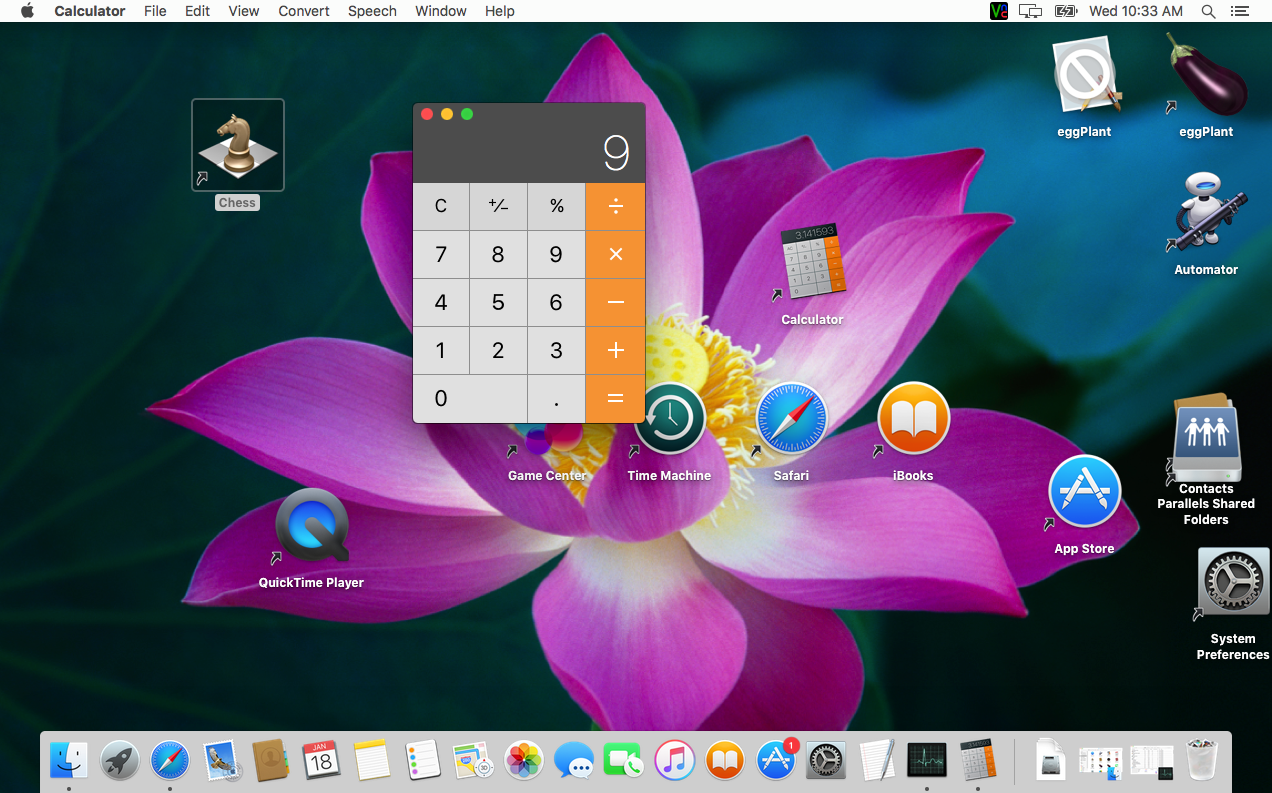 Calculator File Edit View Convert Speech Window Help
Wed 10:33 AM
9
C +/− % ÷
7 8 9 ×
4 5 6 −
1 2 3 +
0 . =
Chess
eggPlant
eggPlant
Automator
3.141593
Calculator
Game Center
Time Machine
Safari
iBooks
QuickTime Player
App Store
Contacts
Parallels Shared
Folders
System
Preferences
JAN
18
1